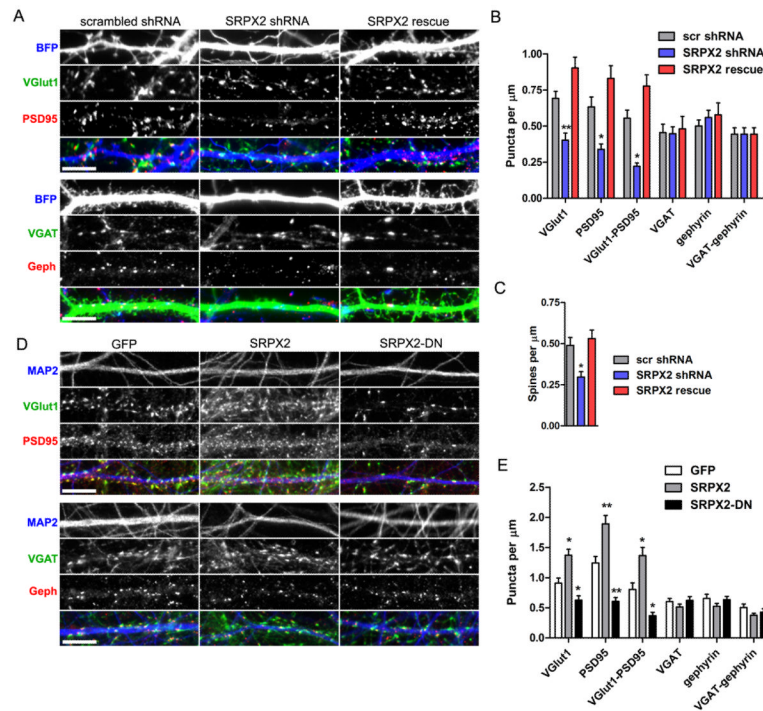 A
scrambled shRNA SRPX2 shRNA SRPX2 rescue
BFP
VGlut1
PSD95
BFP
VGAT
Geph
B
scr shRNA
SRPX2 shRNA
SRPX2 rescue
Puncta per μm
1.00
0.75
0.50
0.25
0.00
** * *
VGlut1 PSD95 VGlut1-PSD95 VGAT gephyrin VGAT-gephyrin
C
Spines per μm
0.75
0.50
0.25
0.00
*
scr shRNA
SRPX2 shRNA
SRPX2 rescue
D
GFP SRPX2 SRPX2-DN
MAP2
VGlut1
PSD95
MAP2
VGAT
Geph
E
GFP
SRPX2
SRPX2-DN
Puncta per μm
2.5
2.0
1.5
1.0
0.5
0.0
* * ** ** * *
VGlut1 PSD95 VGlut1-PSD95 VGAT gephyrin VGAT-gephyrin